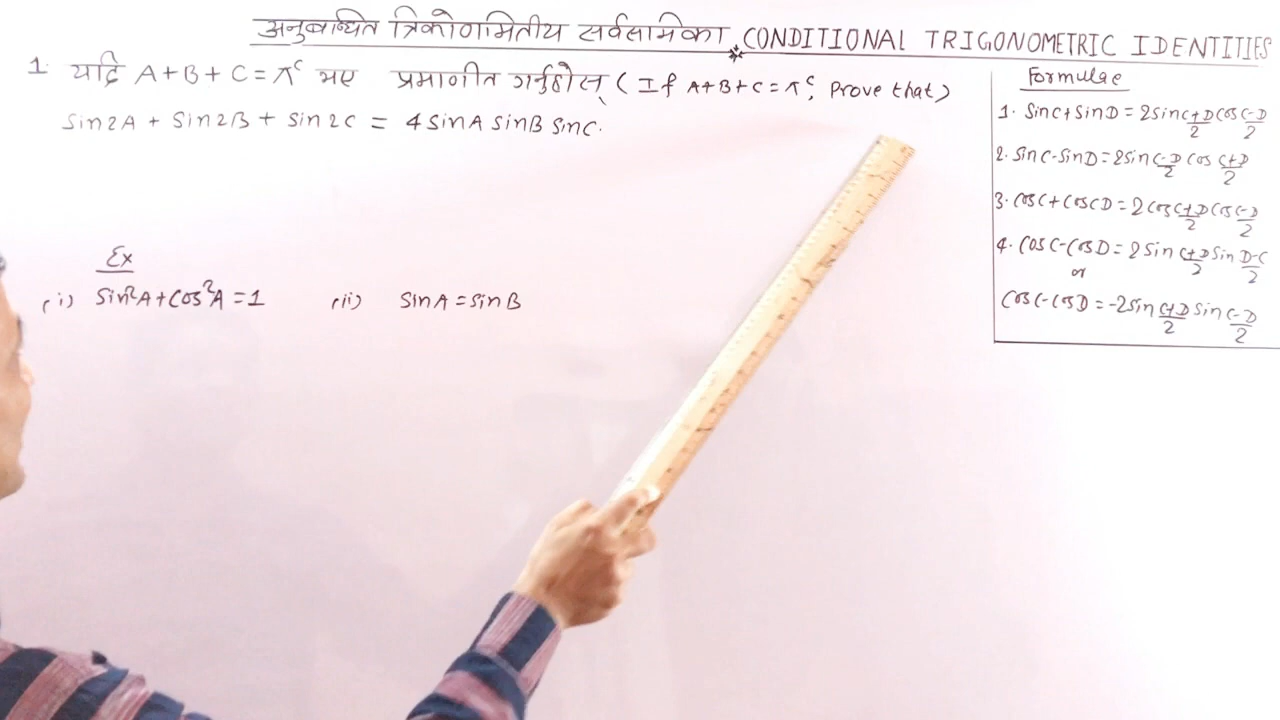 अनुबन्धित त्रिकोणमितीय सर्वसामिका CONDITIONAL TRIGONOMETRIC IDENTITIES
1. यदि A+B+C=π^c भए प्रमाणीत गर्नुहोस् (If A+B+C=π^c, Prove that)
Sin2A + Sin2B + Sin2C = 4SinA SinB SinC.
Ex
(i) Sin²A+Cos²A=1 (ii) SinA=SinB
Formulae
1. SinC+SinD=2Sin(C+D)/2 Cos(C-D)/2
2. SinC-SinD=2Sin(C-D)/2 Cos(C+D)/2
3. CosC+CosCD=2Cos(C+D)/2 Cos(C-D)/2
4. CosC-CosD=2Sin(C+D)/2 Sin(D-C)/2
or
CosC-CosD=-2Sin(C+D)/2 Sin(C-D)/2